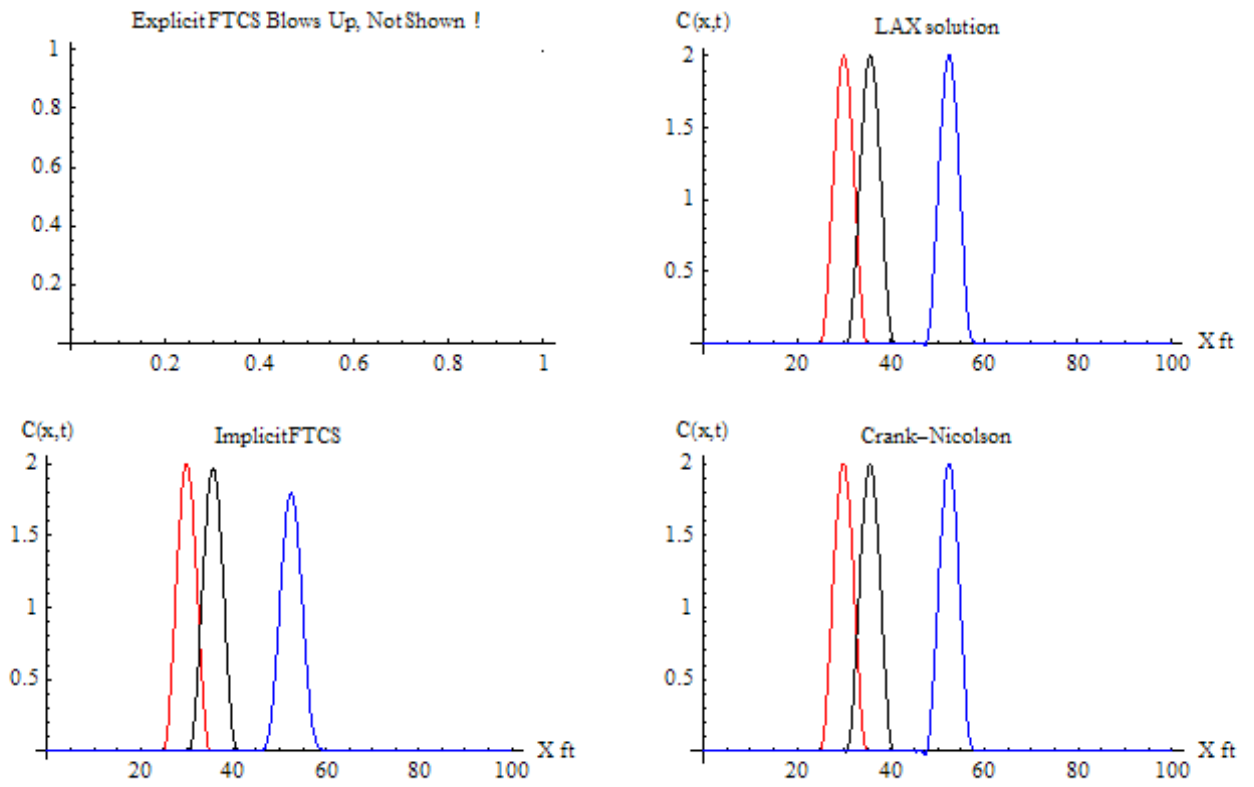 Explicit FTCS Blows Up, Not Shown !
1
0.8
0.6
0.4
0.2
0.2 0.4 0.6 0.8 1
C(x,t)
LAX solution
2
1.5
1
0.5
X ft
20 40 60 80 100
C(x,t)
Implicit FTCS
2
1.5
1
0.5
X ft
20 40 60 80 100
C(x,t)
Crank–Nicolson
2
1.5
1
0.5
X ft
20 40 60 80 100